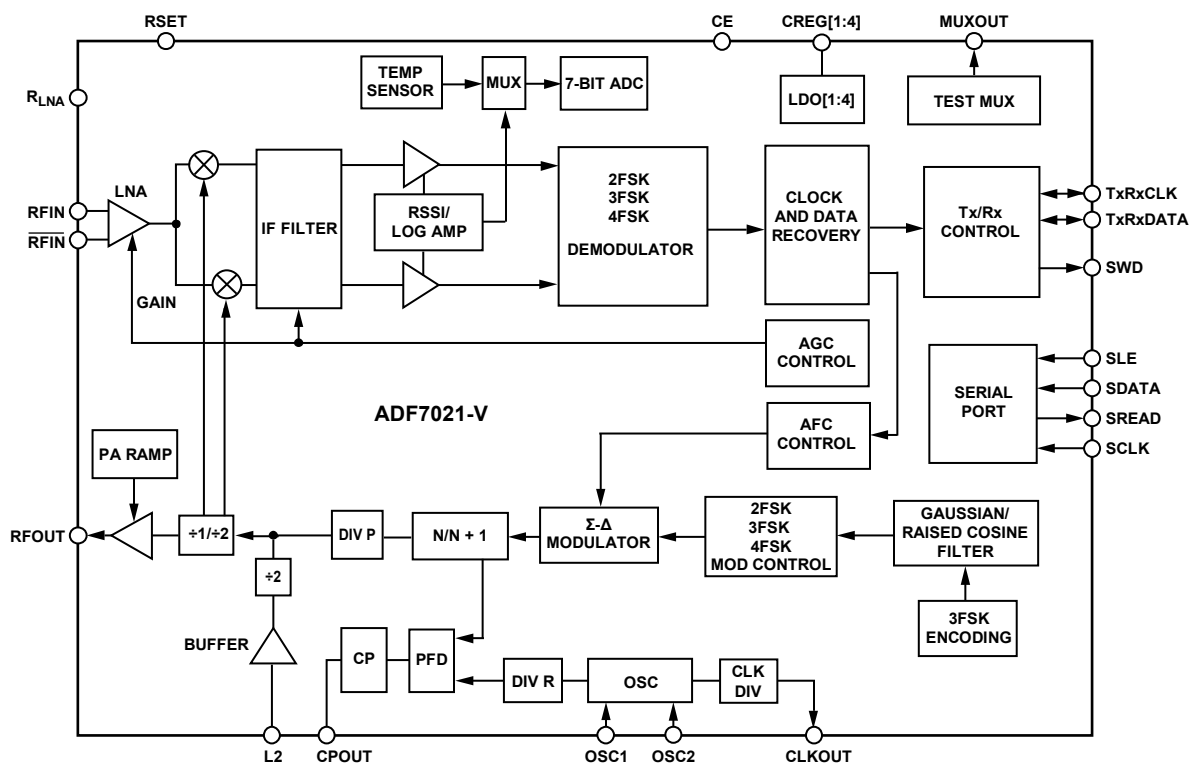 RSET
CE
CREG[1:4]
MUXOUT
TEMP
SENSOR
MUX
7-BIT ADC
LDO[1:4]
TEST MUX
RLNA
LNA
RFIN
RFIN
GAIN
IF FILTER
RSSI/
LOG AMP
2FSK
3FSK
4FSK
DEMODULATOR
CLOCK
AND DATA
RECOVERY
Tx/Rx
CONTROL
TxRxCLK
TxRxDATA
SWD
AGC
CONTROL
SERIAL
PORT
SLE
SDATA
SREAD
SCLK
ADF7021-V
AFC
CONTROL
PA RAMP
RFOUT
÷1/÷2
DIV P
N/N + 1
Σ-Δ
MODULATOR
2FSK
3FSK
4FSK
MOD CONTROL
GAUSSIAN/
RAISED COSINE
FILTER
÷2
3FSK
ENCODING
BUFFER
CP
PFD
DIV R
OSC
CLK
DIV
L2
CPOUT
OSC1
OSC2
CLKOUT